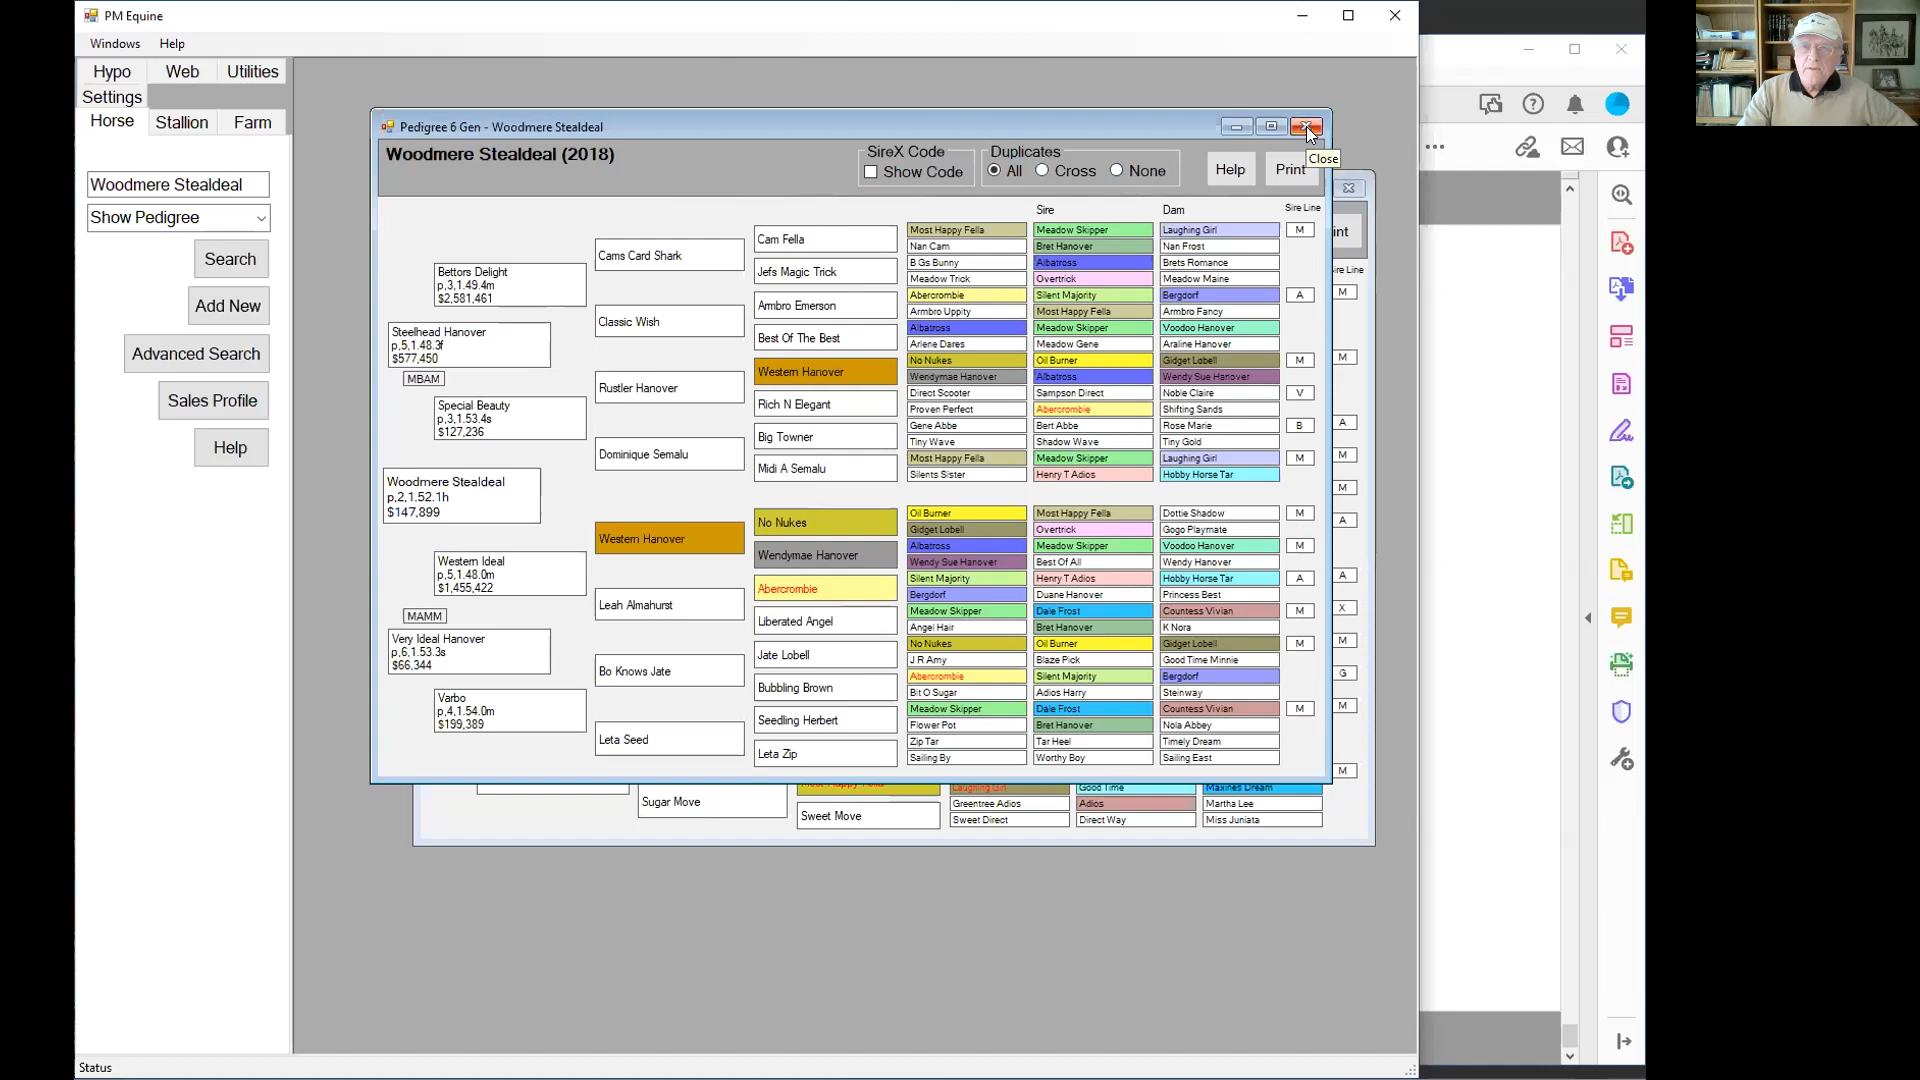 PM Equine
Windows Help
Hypo Web Utilities
Settings
Horse Stallion Farm
Woodmere Stealdeal
Show Pedigree
Search
Add New
Advanced Search
Sales Profile
Help
Status
Pedigree 6 Gen - Woodmere Stealdeal
Woodmere Stealdeal (2018)
SireX Code
Show Code
Duplicates
All Cross None
Help
Print
Close
Sire Dam Sire Line
Bettors Delight
p,3,1.49.4m
$2,581,461
Steelhead Hanover
p,5,1.48.3f
$577,450
MBAM
Special Beauty
p,3,1.53.4s
$127,236
Woodmere Stealdeal
p,2,1.52.1h
$147,899
Western Ideal
p,5,1.48.0m
$1,455,422
MAMM
Very Ideal Hanover
p,6,1.53.3s
$66,344
Varbo
p,4,1.54.0m
$199,389
Cams Card Shark
Classic Wish
Rustler Hanover
Dominique Semalu
Western Hanover
Leah Almahurst
Bo Knows Jate
Leta Seed
Cam Fella
Jefs Magic Trick
Armbro Emerson
Best Of The Best
Western Hanover
Rich N Elegant
Big Towner
Midi A Semalu
No Nukes
Wendymae Hanover
Abercrombie
Liberated Angel
Jate Lobell
Bubbling Brown
Seedling Herbert
Leta Zip
Most Happy Fella Meadow Skipper Laughing Girl M
Nan Cam Bret Hanover Nan Frost
B Gs Bunny Albatross Brets Romance
Meadow Trick Overtrick Meadow Maine
Abercrombie Silent Majority Bergdorf A
Armbro Uppity Most Happy Fella Armbro Fancy
Albatross Meadow Skipper Voodoo Hanover
Arlene Dares Meadow Gene Araline Hanover
No Nukes Oil Burner Gidget Lobell M
Wendymae Hanover Albatross Wendy Sue Hanover
Direct Scooter Sampson Direct Noble Claire V
Proven Perfect Abercrombie Shifting Sands
Gene Abbe Bert Abbe Rose Marie B
Tiny Wave Shadow Wave Tiny Gold
Most Happy Fella Meadow Skipper Laughing Girl M
Silents Sister Henry T Adios Hobby Horse Tar
Oil Burner Most Happy Fella Dottie Shadow M
Gidget Lobell Overtrick Gogo Playmate
Albatross Meadow Skipper Voodoo Hanover M
Wendy Sue Hanover Best Of All Wendy Hanover
Silent Majority Henry T Adios Hobby Horse Tar A
Bergdorf Duane Hanover Princess Best
Meadow Skipper Dale Frost Countess Vivian M
Angel Hair Bret Hanover K Nora
No Nukes Oil Burner Gidget Lobell M
J R Amy Blaze Pick Good Time Minnie
Abercrombie Silent Majority Bergdorf
Bit O Sugar Adios Harry Steinway
Meadow Skipper Dale Frost Countess Vivian M
Flower Pot Bret Hanover Nola Abbey
Zip Tar Tar Heel Timely Dream
Sailing By Worthy Boy Sailing East
int
ire Line
M
M
A
M
M
A
A
X
M
G
M
M
Sugar Move
Most Happy Fella
Sweet Move
Laughing Girl Good Time Maxines Dream
Greentree Adios Adios Martha Lee
Sweet Direct Direct Way Miss Juniata